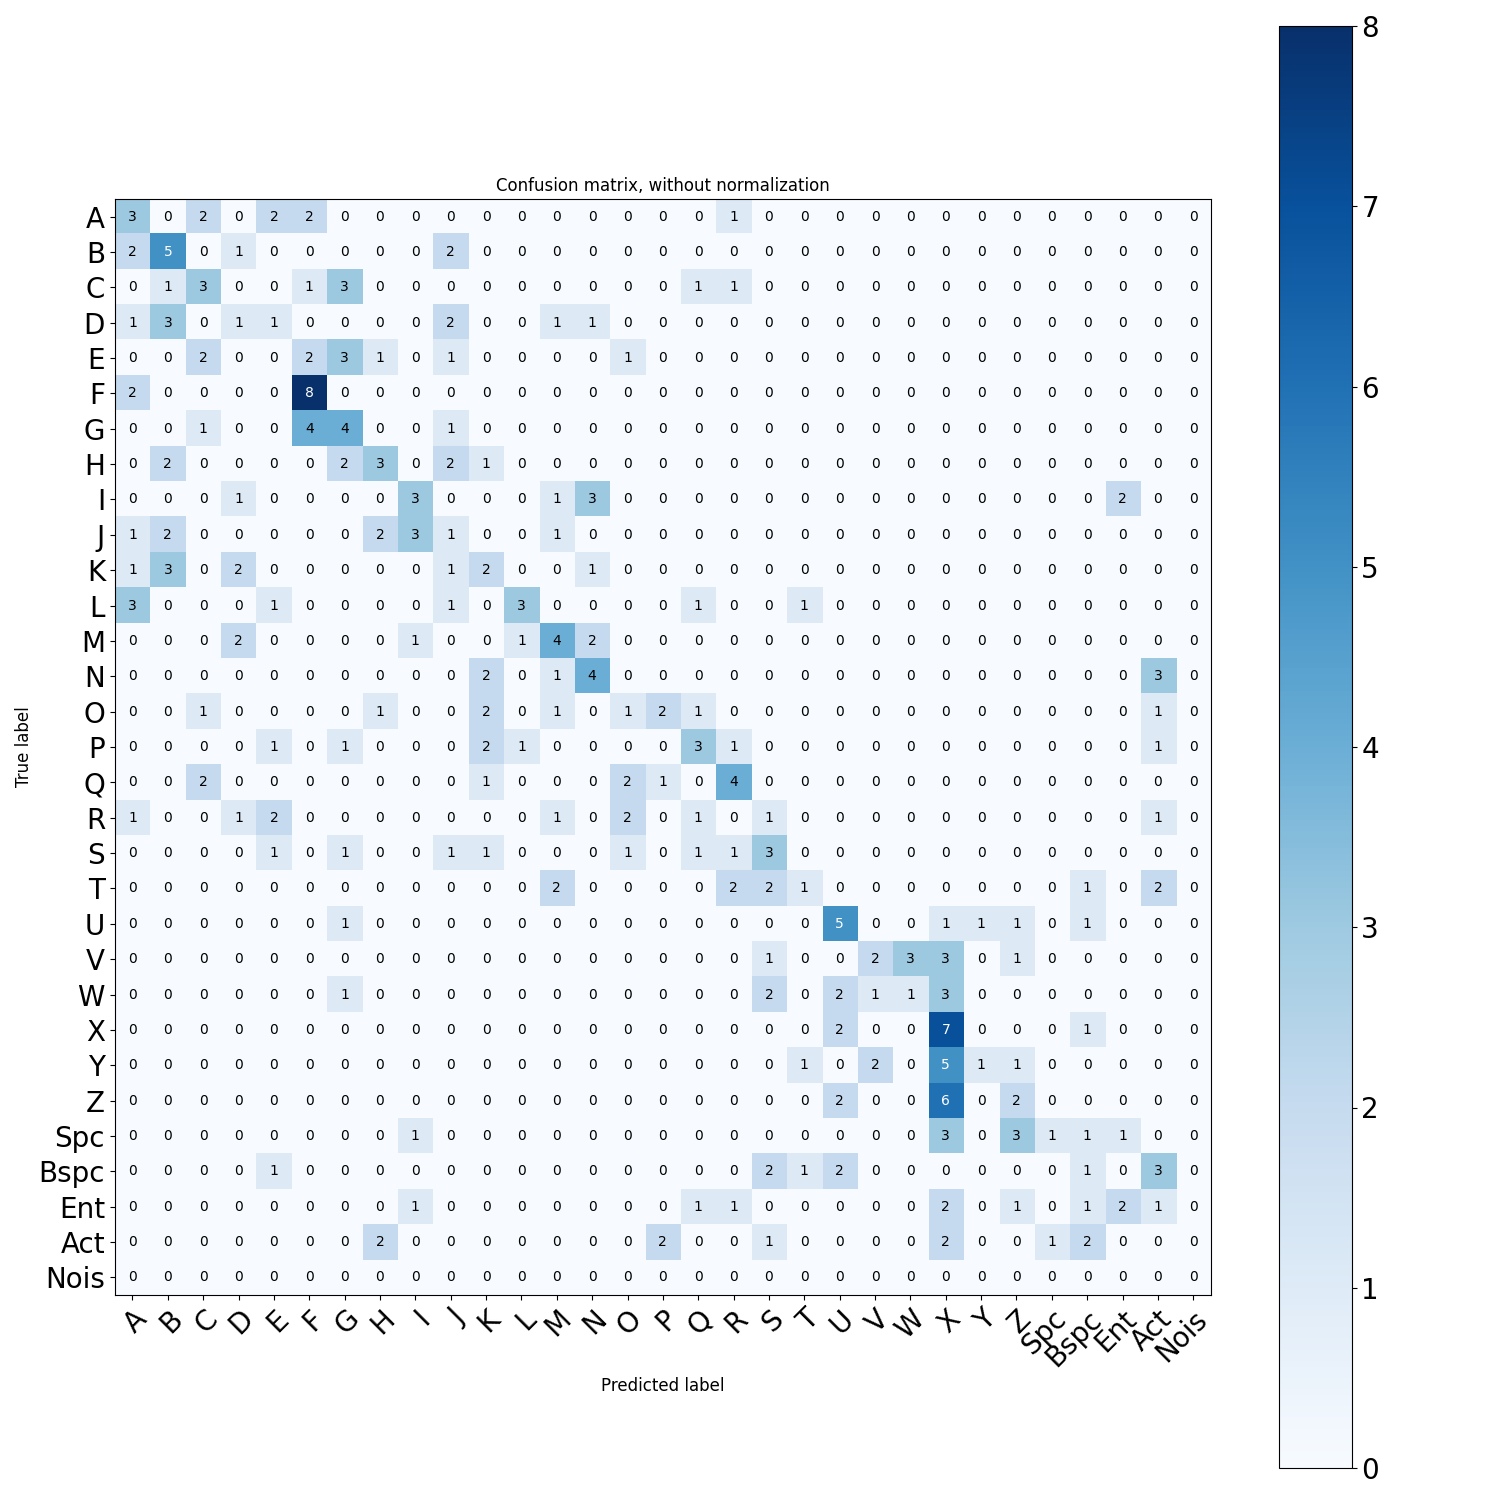 Confusion matrix, without normalization
A 3 0 2 0 2 2 0 0 0 0 0 0 0 0 0 0 0 1 0 0 0 0 0 0 0 0 0 0 0 0 0
B 2 5 0 1 0 0 0 0 0 2 0 0 0 0 0 0 0 0 0 0 0 0 0 0 0 0 0 0 0 0 0
C 0 1 3 0 0 1 3 0 0 0 0 0 0 0 0 0 1 1 0 0 0 0 0 0 0 0 0 0 0 0 0
D 1 3 0 1 1 0 0 0 0 2 0 0 1 1 0 0 0 0 0 0 0 0 0 0 0 0 0 0 0 0 0
E 0 0 2 0 0 2 3 1 0 1 0 0 0 0 1 0 0 0 0 0 0 0 0 0 0 0 0 0 0 0 0
F 2 0 0 0 0 8 0 0 0 0 0 0 0 0 0 0 0 0 0 0 0 0 0 0 0 0 0 0 0 0 0
G 0 0 1 0 0 4 4 0 0 1 0 0 0 0 0 0 0 0 0 0 0 0 0 0 0 0 0 0 0 0 0
H 0 2 0 0 0 0 2 3 0 2 1 0 0 0 0 0 0 0 0 0 0 0 0 0 0 0 0 0 0 0 0
I 0 0 0 1 0 0 0 0 3 0 0 0 1 3 0 0 0 0 0 0 0 0 0 0 0 0 0 0 2 0 0
J 1 2 0 0 0 0 0 2 3 1 0 0 1 0 0 0 0 0 0 0 0 0 0 0 0 0 0 0 0 0 0
K 1 3 0 2 0 0 0 0 0 1 2 0 0 1 0 0 0 0 0 0 0 0 0 0 0 0 0 0 0 0 0
L 3 0 0 0 1 0 0 0 0 1 0 3 0 0 0 0 1 0 0 1 0 0 0 0 0 0 0 0 0 0 0
M 0 0 0 2 0 0 0 0 1 0 0 1 4 2 0 0 0 0 0 0 0 0 0 0 0 0 0 0 0 0 0
N 0 0 0 0 0 0 0 0 0 0 2 0 1 4 0 0 0 0 0 0 0 0 0 0 0 0 0 0 0 3 0
O 0 0 1 0 0 0 0 1 0 0 2 0 1 0 1 2 1 0 0 0 0 0 0 0 0 0 0 0 0 1 0
P 0 0 0 0 1 0 1 0 0 0 2 1 0 0 0 0 3 1 0 0 0 0 0 0 0 0 0 0 0 1 0
Q 0 0 2 0 0 0 0 0 0 0 1 0 0 0 2 1 0 4 0 0 0 0 0 0 0 0 0 0 0 0 0
R 1 0 0 1 2 0 0 0 0 0 0 0 1 0 2 0 1 0 1 0 0 0 0 0 0 0 0 0 0 1 0
S 0 0 0 0 1 0 1 0 0 1 1 0 0 0 1 0 1 1 3 0 0 0 0 0 0 0 0 0 0 0 0
T 0 0 0 0 0 0 0 0 0 0 0 0 2 0 0 0 0 2 2 1 0 0 0 0 0 0 0 1 0 2 0
U 0 0 0 0 0 0 1 0 0 0 0 0 0 0 0 0 0 0 0 0 5 0 0 1 1 1 0 1 0 0 0
V 0 0 0 0 0 0 0 0 0 0 0 0 0 0 0 0 0 0 1 0 0 2 3 3 0 1 0 0 0 0 0
W 0 0 0 0 0 0 1 0 0 0 0 0 0 0 0 0 0 0 2 0 2 1 1 3 0 0 0 0 0 0 0
X 0 0 0 0 0 0 0 0 0 0 0 0 0 0 0 0 0 0 0 0 2 0 0 7 0 0 0 1 0 0 0
Y 0 0 0 0 0 0 0 0 0 0 0 0 0 0 0 0 0 0 0 1 0 2 0 5 1 1 0 0 0 0 0
Z 0 0 0 0 0 0 0 0 0 0 0 0 0 0 0 0 0 0 0 0 2 0 0 6 0 2 0 0 0 0 0
Spc 0 0 0 0 0 0 0 0 1 0 0 0 0 0 0 0 0 0 0 0 0 0 0 3 0 3 1 1 1 0 0
Bspc 0 0 0 0 1 0 0 0 0 0 0 0 0 0 0 0 0 0 2 1 2 0 0 0 0 0 0 1 0 3 0
Ent 0 0 0 0 0 0 0 0 1 0 0 0 0 0 0 0 1 1 0 0 0 0 0 2 0 1 0 1 2 1 0
Act 0 0 0 0 0 0 0 2 0 0 0 0 0 0 0 2 0 0 1 0 0 0 0 2 0 0 1 2 0 0 0
Nois 0 0 0 0 0 0 0 0 0 0 0 0 0 0 0 0 0 0 0 0 0 0 0 0 0 0 0 0 0 0 0
A B C D E F G H I J K L M N O P Q R S T U V W X Y Z Spc Bspc Ent Act Nois
Predicted label
True label
8
7
6
5
4
3
2
1
0